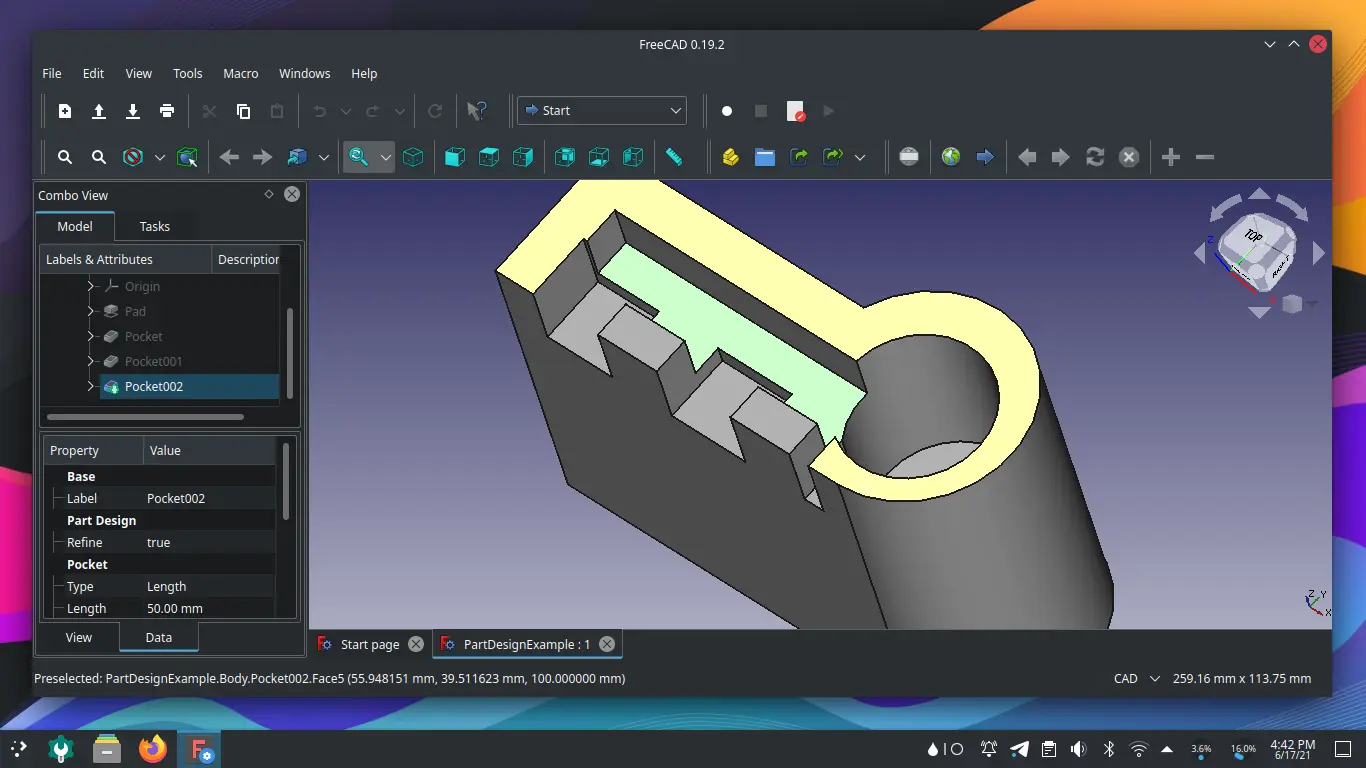 FreeCAD 0.19.2
File Edit View Tools Macro Windows Help
Start
Combo View
Model Tasks
Labels & Attributes Description
Origin
Pad
Pocket
Pocket001
Pocket002
Property Value
Base
Label Pocket002
Part Design
Refine true
Pocket
Type Length
Length 50.00 mm
View Data
TOP
Z
Z Y
X
Start page PartDesignExample : 1
Preselected: PartDesignExample.Body.Pocket002.Face5 (55.948151 mm, 39.511623 mm, 100.000000 mm)
CAD 259.16 mm x 113.75 mm
3.6% 16.0% 4:42 PM
6/17/21